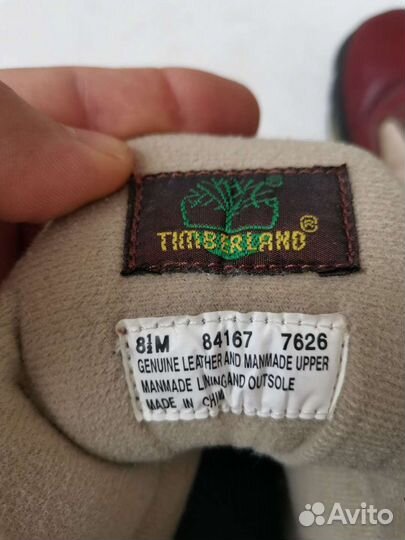 TIMBERLAND ®
8½M 84167 7626
GENUINE LEATHER AND MANMADE UPPER
MANMADE LINING AND OUTSOLE
MADE IN CHINA
Avito